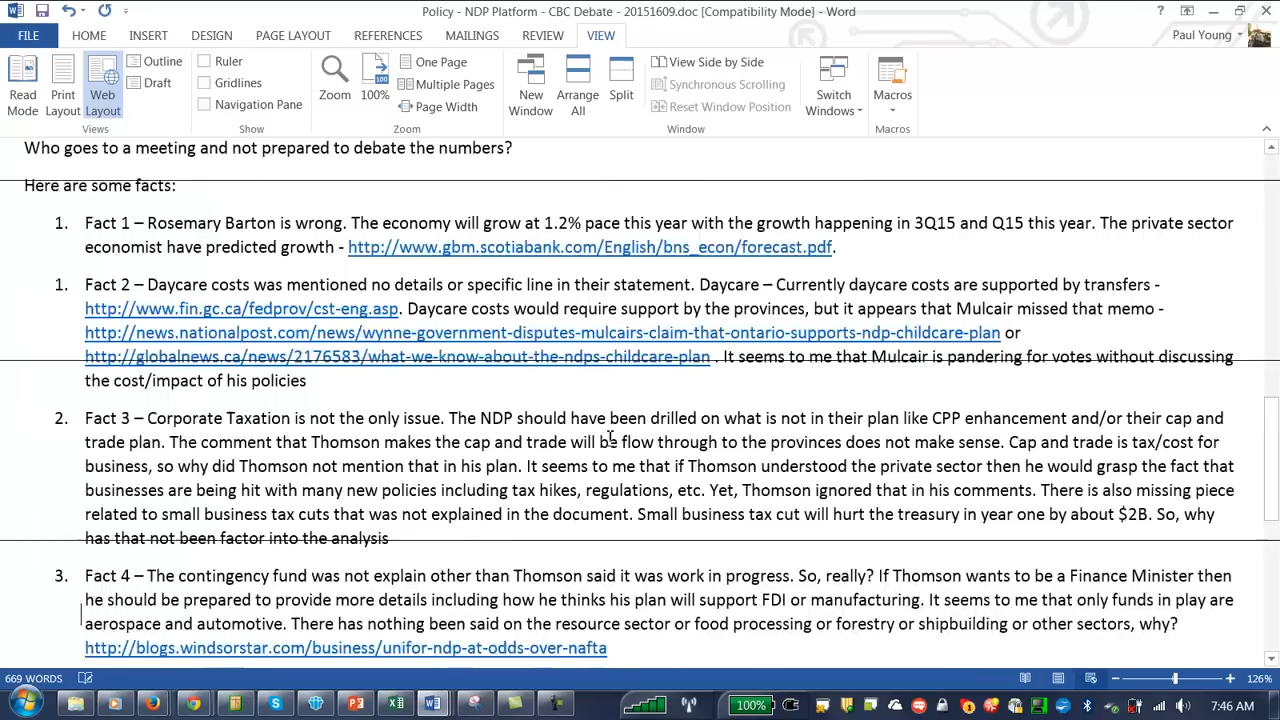 Policy - NDP Platform - CBC Debate - 20151609.doc [Compatibility Mode] - Word
FILE HOME INSERT DESIGN PAGE LAYOUT REFERENCES MAILINGS REVIEW VIEW Paul Young
Read Mode
Print Layout
Web Layout
Outline
Draft
Views
Ruler
Gridlines
Navigation Pane
Show
Zoom
100%
One Page
Multiple Pages
Page Width
Zoom
New Window
Arrange All
Split
View Side by Side
Synchronous Scrolling
Reset Window Position
Window
Switch Windows
Macros
Macros
Who goes to a meeting and not prepared to debate the numbers?
Here are some facts:
1. Fact 1 – Rosemary Barton is wrong. The economy will grow at 1.2% pace this year with the growth happening in 3Q15 and Q15 this year. The private sector
economist have predicted growth - http://www.gbm.scotiabank.com/English/bns_econ/forecast.pdf.
1. Fact 2 – Daycare costs was mentioned no details or specific line in their statement. Daycare – Currently daycare costs are supported by transfers -
http://www.fin.gc.ca/fedprov/cst-eng.asp. Daycare costs would require support by the provinces, but it appears that Mulcair missed that memo -
http://news.nationalpost.com/news/wynne-government-disputes-mulcairs-claim-that-ontario-supports-ndp-childcare-plan or
http://globalnews.ca/news/2176583/what-we-know-about-the-ndps-childcare-plan . It seems to me that Mulcair is pandering for votes without discussing
the cost/impact of his policies
2. Fact 3 – Corporate Taxation is not the only issue. The NDP should have been drilled on what is not in their plan like CPP enhancement and/or their cap and
trade plan. The comment that Thomson makes the cap and trade will be flow through to the provinces does not make sense. Cap and trade is tax/cost for
business, so why did Thomson not mention that in his plan. It seems to me that if Thomson understood the private sector then he would grasp the fact that
businesses are being hit with many new policies including tax hikes, regulations, etc. Yet, Thomson ignored that in his comments. There is also missing piece
related to small business tax cuts that was not explained in the document. Small business tax cut will hurt the treasury in year one by about $2B. So, why
has that not been factor into the analysis
3. Fact 4 – The contingency fund was not explain other than Thomson said it was work in progress. So, really? If Thomson wants to be a Finance Minister then
he should be prepared to provide more details including how he thinks his plan will support FDI or manufacturing. It seems to me that only funds in play are
aerospace and automotive. There has nothing been said on the resource sector or food processing or forestry or shipbuilding or other sectors, why?
http://blogs.windsorstar.com/business/unifor-ndp-at-odds-over-nafta
669 WORDS 126%
100% 7:46 AM